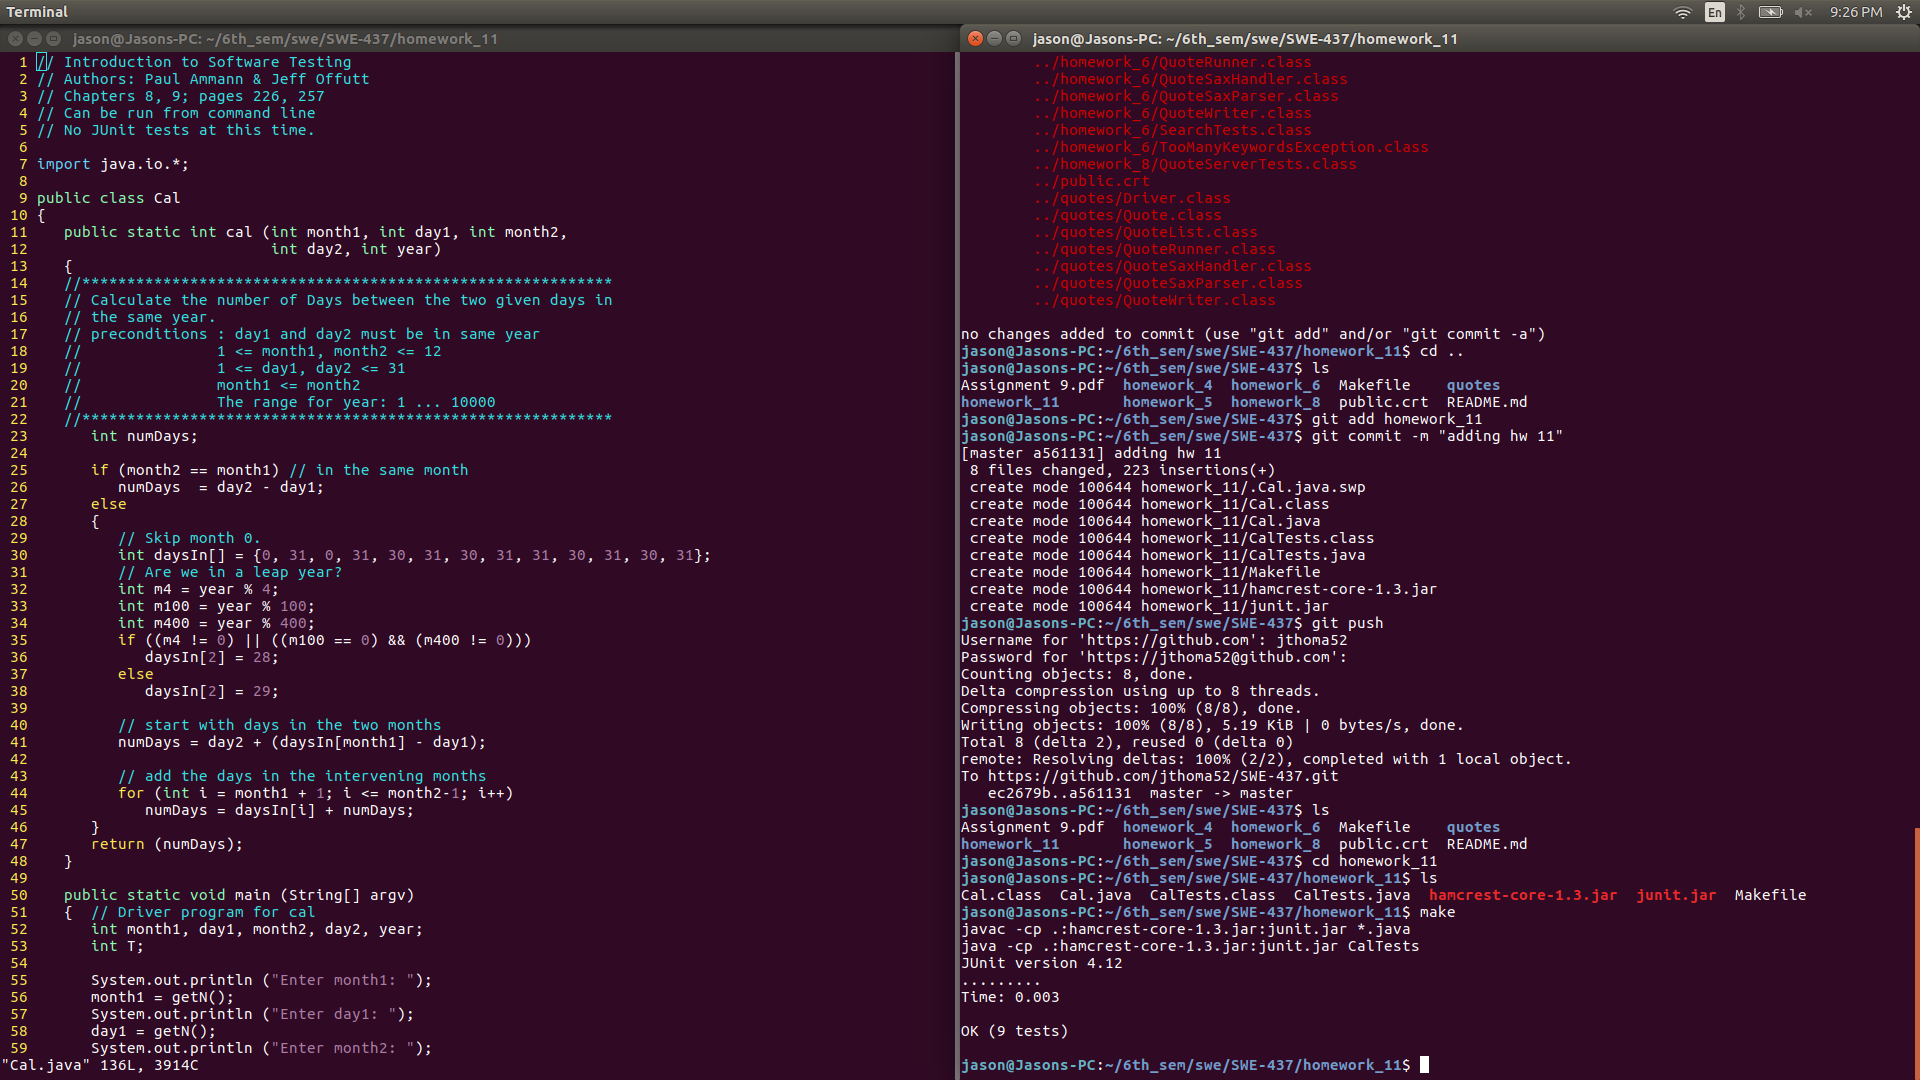 Terminal
En
9:26 PM
jason@Jasons-PC: ~/6th_sem/swe/SWE-437/homework_11
1 // Introduction to Software Testing
2 // Authors: Paul Ammann & Jeff Offutt
3 // Chapters 8, 9; pages 226, 257
4 // Can be run from command line
5 // No JUnit tests at this time.
6
7 import java.io.*;
8
9 public class Cal
10 {
11    public static int cal (int month1, int day1, int month2,
12                           int day2, int year)
13    {
14    //***********************************************************
15    // Calculate the number of Days between the two given days in
16    // the same year.
17    // preconditions : day1 and day2 must be in same year
18    //               1 <= month1, month2 <= 12
19    //               1 <= day1, day2 <= 31
20    //               month1 <= month2
21    //               The range for year: 1 ... 10000
22    //***********************************************************
23       int numDays;
24
25       if (month2 == month1) // in the same month
26          numDays  = day2 - day1;
27       else
28       {
29          // Skip month 0.
30          int daysIn[] = {0, 31, 0, 31, 30, 31, 30, 31, 31, 30, 31, 30, 31};
31          // Are we in a leap year?
32          int m4 = year % 4;
33          int m100 = year % 100;
34          int m400 = year % 400;
35          if ((m4 != 0) || ((m100 == 0) && (m400 != 0)))
36             daysIn[2] = 28;
37          else
38             daysIn[2] = 29;
39
40          // start with days in the two months
41          numDays = day2 + (daysIn[month1] - day1);
42
43          // add the days in the intervening months
44          for (int i = month1 + 1; i <= month2-1; i++)
45             numDays = daysIn[i] + numDays;
46       }
47       return (numDays);
48    }
49
50    public static void main (String[] argv)
51    {  // Driver program for cal
52       int month1, day1, month2, day2, year;
53       int T;
54
55       System.out.println ("Enter month1: ");
56       month1 = getN();
57       System.out.println ("Enter day1: ");
58       day1 = getN();
59       System.out.println ("Enter month2: ");
"Cal.java" 136L, 3914C
jason@Jasons-PC: ~/6th_sem/swe/SWE-437/homework_11
../homework_6/QuoteRunner.class
../homework_6/QuoteSaxHandler.class
../homework_6/QuoteSaxParser.class
../homework_6/QuoteWriter.class
../homework_6/SearchTests.class
../homework_6/TooManyKeywordsException.class
../homework_8/QuoteServerTests.class
../public.crt
../quotes/Driver.class
../quotes/Quote.class
../quotes/QuoteList.class
../quotes/QuoteRunner.class
../quotes/QuoteSaxHandler.class
../quotes/QuoteSaxParser.class
../quotes/QuoteWriter.class
no changes added to commit (use "git add" and/or "git commit -a")
jason@Jasons-PC:~/6th_sem/swe/SWE-437/homework_11$ cd ..
jason@Jasons-PC:~/6th_sem/swe/SWE-437$ ls
Assignment 9.pdf  homework_4  homework_6  Makefile    quotes
homework_11       homework_5  homework_8  public.crt  README.md
jason@Jasons-PC:~/6th_sem/swe/SWE-437$ git add homework_11
jason@Jasons-PC:~/6th_sem/swe/SWE-437$ git commit -m "adding hw 11"
[master a561131] adding hw 11
 8 files changed, 223 insertions(+)
 create mode 100644 homework_11/.Cal.java.swp
 create mode 100644 homework_11/Cal.class
 create mode 100644 homework_11/Cal.java
 create mode 100644 homework_11/CalTests.class
 create mode 100644 homework_11/CalTests.java
 create mode 100644 homework_11/Makefile
 create mode 100644 homework_11/hamcrest-core-1.3.jar
 create mode 100644 homework_11/junit.jar
jason@Jasons-PC:~/6th_sem/swe/SWE-437$ git push
Username for 'https://github.com': jthoma52
Password for 'https://jthoma52@github.com':
Counting objects: 8, done.
Delta compression using up to 8 threads.
Compressing objects: 100% (8/8), done.
Writing objects: 100% (8/8), 5.19 KiB | 0 bytes/s, done.
Total 8 (delta 2), reused 0 (delta 0)
remote: Resolving deltas: 100% (2/2), completed with 1 local object.
To https://github.com/jthoma52/SWE-437.git
   ec2679b..a561131  master -> master
jason@Jasons-PC:~/6th_sem/swe/SWE-437$ ls
Assignment 9.pdf  homework_4  homework_6  Makefile    quotes
homework_11       homework_5  homework_8  public.crt  README.md
jason@Jasons-PC:~/6th_sem/swe/SWE-437$ cd homework_11
jason@Jasons-PC:~/6th_sem/swe/SWE-437/homework_11$ ls
Cal.class  Cal.java  CalTests.class  CalTests.java  hamcrest-core-1.3.jar  junit.jar  Makefile
jason@Jasons-PC:~/6th_sem/swe/SWE-437/homework_11$ make
javac -cp .:hamcrest-core-1.3.jar:junit.jar *.java
java -cp .:hamcrest-core-1.3.jar:junit.jar CalTests
JUnit version 4.12
.........
Time: 0.003
OK (9 tests)
jason@Jasons-PC:~/6th_sem/swe/SWE-437/homework_11$